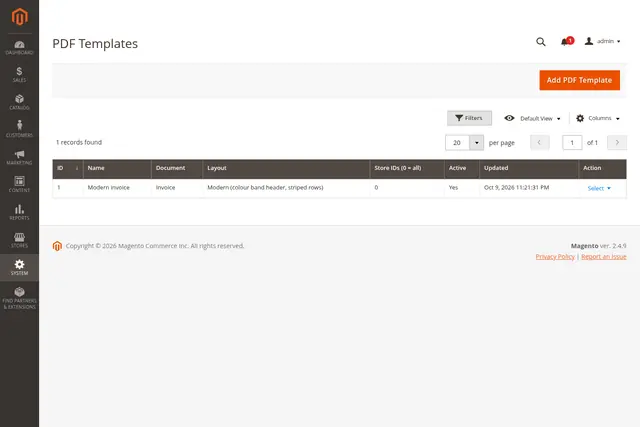 PDF Templates
1
admin
Add PDF Template
Filters
Default View
Columns
1 records found
20
per page
1
of 1
ID
Name
Document
Layout
Store IDs (0 = all)
Active
Updated
Action
1
Modern invoice
Invoice
Modern (colour band header, striped rows)
0
Yes
Oct 9, 2026 11:21:31 PM
Select
DASHBOARD
SALES
CATALOG
CUSTOMERS
MARKETING
CONTENT
REPORTS
STORES
SYSTEM
FIND PARTNERS
& EXTENSIONS
Copyright © 2026 Magento Commerce Inc. All rights reserved.
Magento ver. 2.4.9
Privacy Policy | Report an Issue